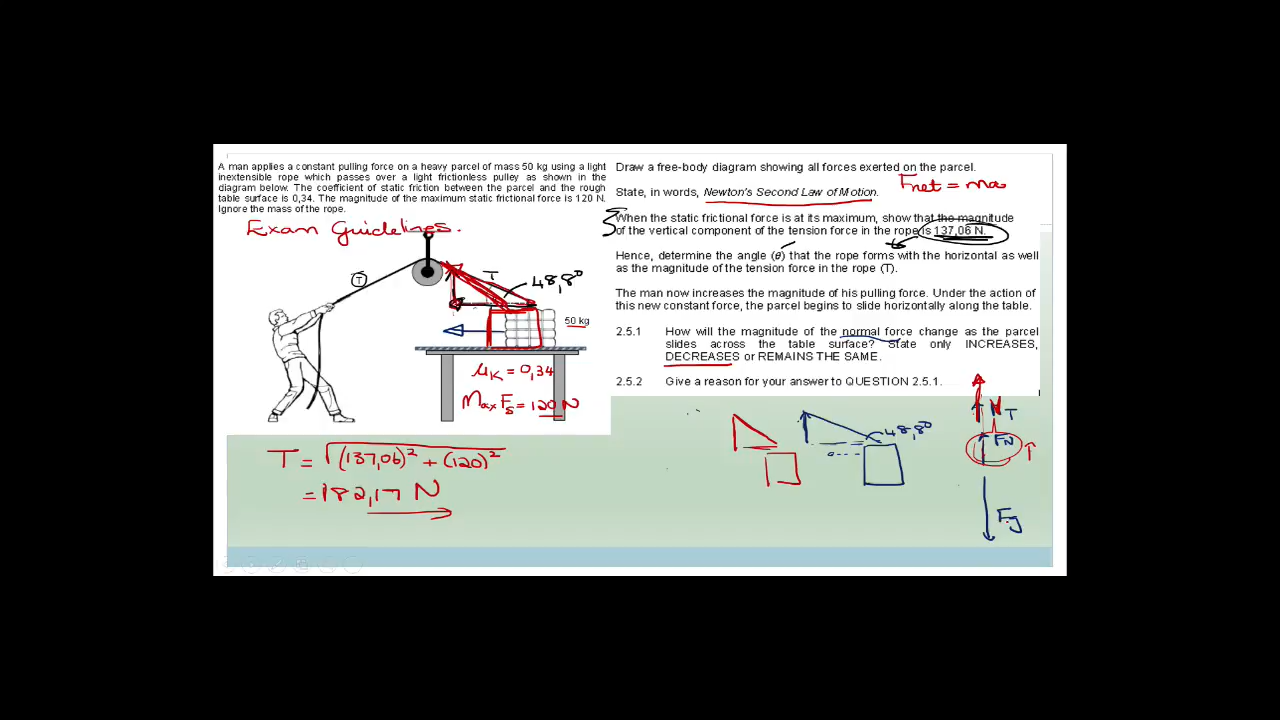 A man applies a constant pulling force on a heavy parcel of mass 50 kg using a light
inextensible rope which passes over a light frictionless pulley as shown in the
diagram below. The coefficient of static friction between the parcel and the rough
table surface is 0,34. The magnitude of the maximum static frictional force is 120 N.
Ignore the mass of the rope.
Exam Guidelines.
T
T
48,8°
50 kg
μK = 0,34
Max Fs = 120 N
T = √(137,06)² + (120)²
= 182,17 N
Draw a free-body diagram showing all forces exerted on the parcel.
State, in words, Newton's Second Law of Motion.
Fnet = ma
When the static frictional force is at its maximum, show that the magnitude
of the vertical component of the tension force in the rope is 137,06 N.
Hence, determine the angle (θ) that the rope forms with the horizontal as well
as the magnitude of the tension force in the rope (T).
The man now increases the magnitude of his pulling force. Under the action of
this new constant force, the parcel begins to slide horizontally along the table.
2.5.1 How will the magnitude of the normal force change as the parcel
slides across the table surface? State only INCREASES,
DECREASES or REMAINS THE SAME.
2.5.2 Give a reason for your answer to QUESTION 2.5.1.
48,8°
T
FN
Fg